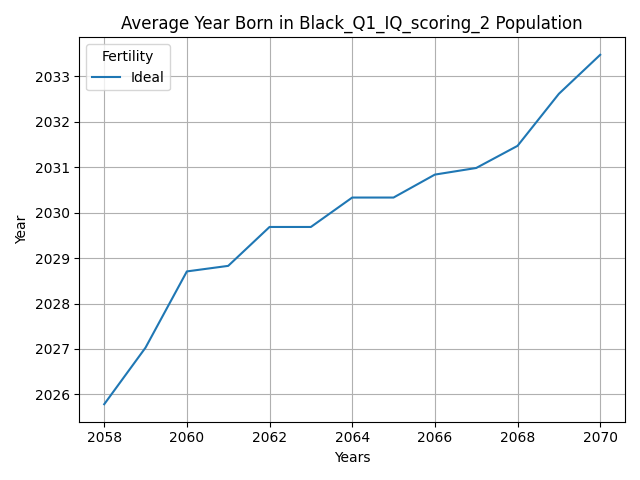 Average Year Born in Black_Q1_IQ_scoring_2 Population
Fertility
Ideal
2033
2032
2031
2030
2029
2028
2027
2026
Year
2058 2060 2062 2064 2066 2068 2070
Years